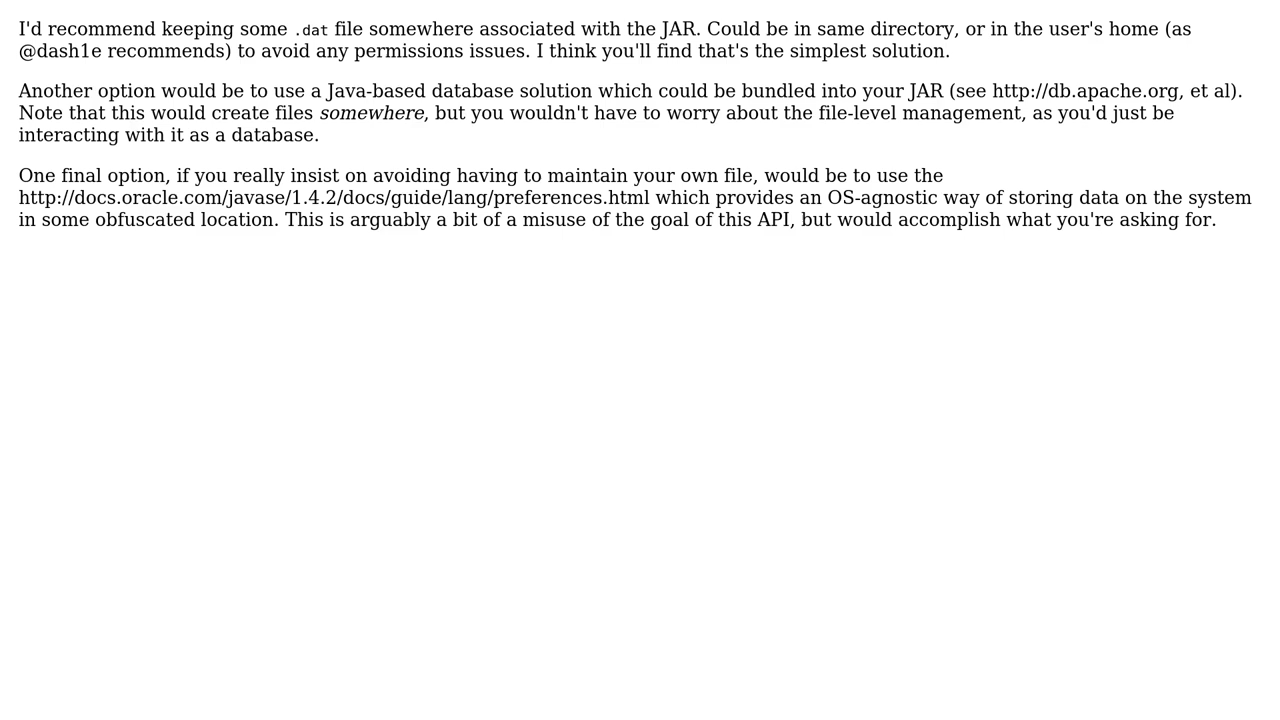 I'd recommend keeping some .dat file somewhere associated with the JAR. Could be in same directory, or in the user's home (as
@dash1e recommends) to avoid any permissions issues. I think you'll find that's the simplest solution.
Another option would be to use a Java-based database solution which could be bundled into your JAR (see http://db.apache.org, et al).
Note that this would create files somewhere, but you wouldn't have to worry about the file-level management, as you'd just be
interacting with it as a database.
One final option, if you really insist on avoiding having to maintain your own file, would be to use the
http://docs.oracle.com/javase/1.4.2/docs/guide/lang/preferences.html which provides an OS-agnostic way of storing data on the system
in some obfuscated location. This is arguably a bit of a misuse of the goal of this API, but would accomplish what you're asking for.